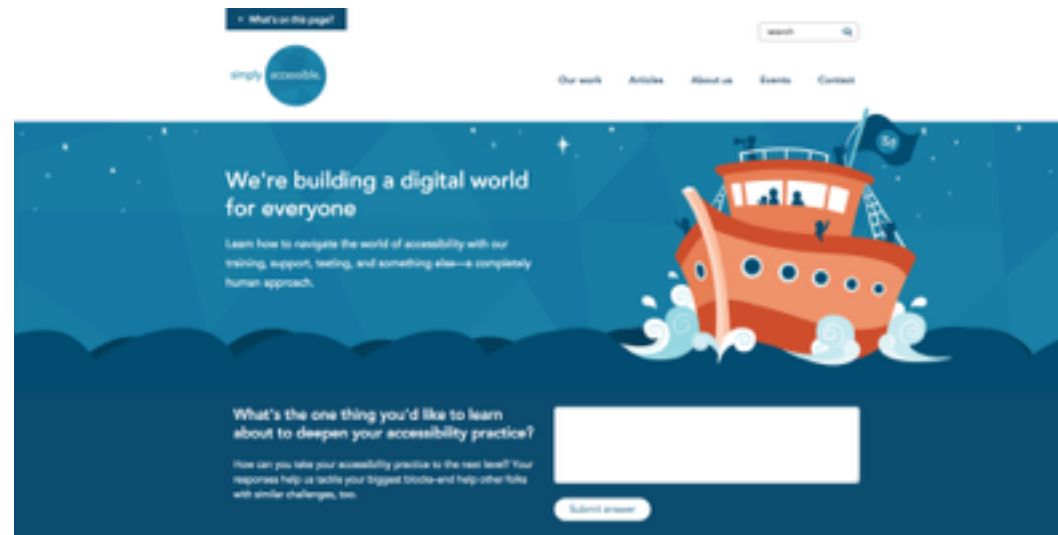 + What's on this page?
search
simply accessible.
Our work Articles About us Events Contact
We're building a digital world
for everyone
Learn how to navigate the world of accessibility with our
training, support, testing, and something else—a completely
human approach.
What's the one thing you'd like to learn
about to deepen your accessibility practice?
How can you take your accessibility practice to the next level? Your
responses help us tackle your biggest blocks–and help other folks
with similar challenges, too.
Submit answer